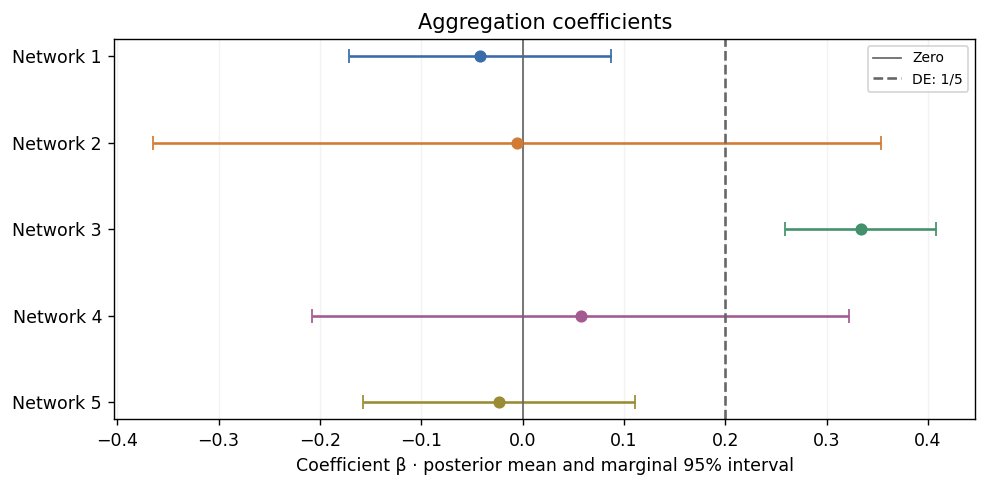 Aggregation coefficients
Network 1
Network 2
Network 3
Network 4
Network 5
Zero
DE: 1/5
−0.4 −0.3 −0.2 −0.1 0.0 0.1 0.2 0.3 0.4
Coefficient β · posterior mean and marginal 95% interval